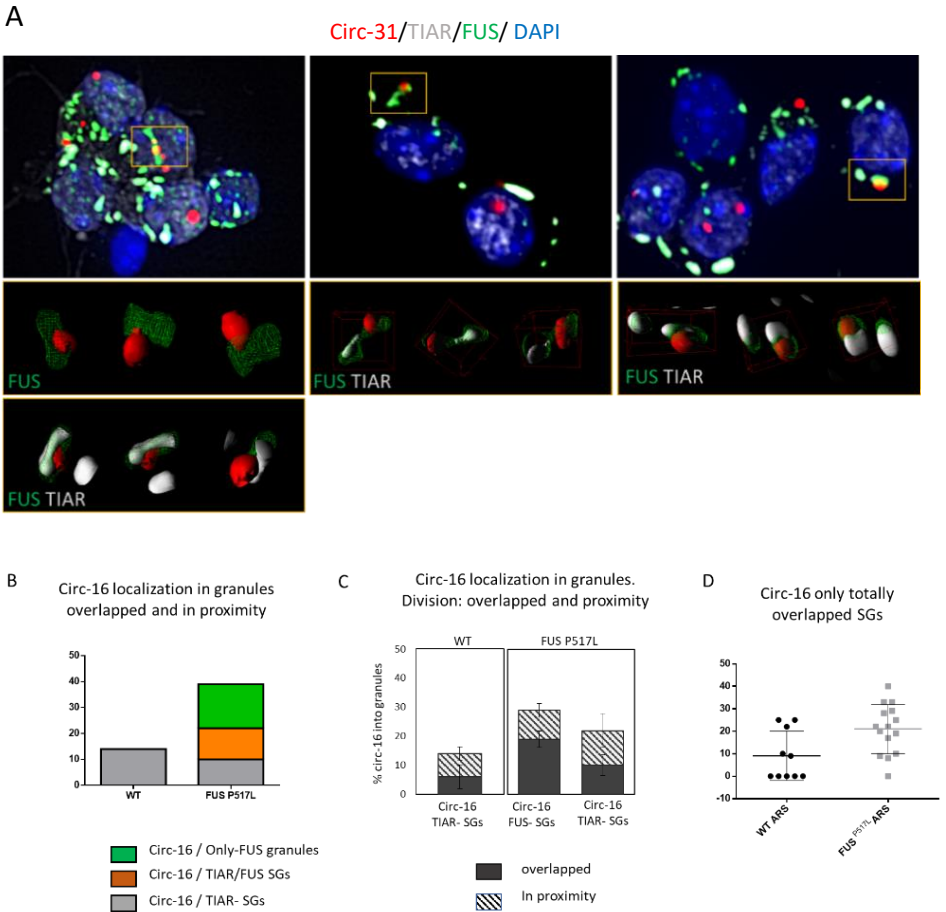 A
Circ-31/TIAR/FUS/ DAPI
FUS
FUS TIAR
FUS TIAR
FUS TIAR
B
Circ-16 localization in granules
overlapped and in proximity
50
40
30
20
10
0
WT
FUS P517L
Circ-16 / Only-FUS granules
Circ-16 / TIAR/FUS SGs
Circ-16 / TIAR- SGs
C
Circ-16 localization in granules.
Division: overlapped and proximity
WT
FUS P517L
% circ-16 into granules
50
40
30
20
10
0
Circ-16
TIAR- SGs
Circ-16
FUS- SGs
Circ-16
TIAR- SGs
overlapped
In proximity
D
Circ-16 only totally
overlapped SGs
50
40
30
20
10
0
-10
WT ARS
FUS P517L ARS